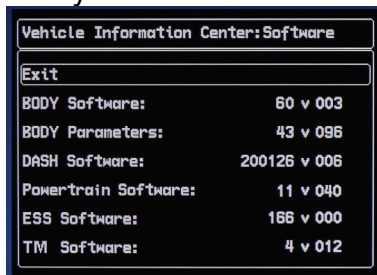 Vehicle Information Center:Software
Exit
BODY Software: 60 v 003
BODY Parameters: 43 v 096
DASH Software: 200126 v 006
Powertrain Software: 11 v 040
ESS Software: 166 v 000
TM Software: 4 v 012